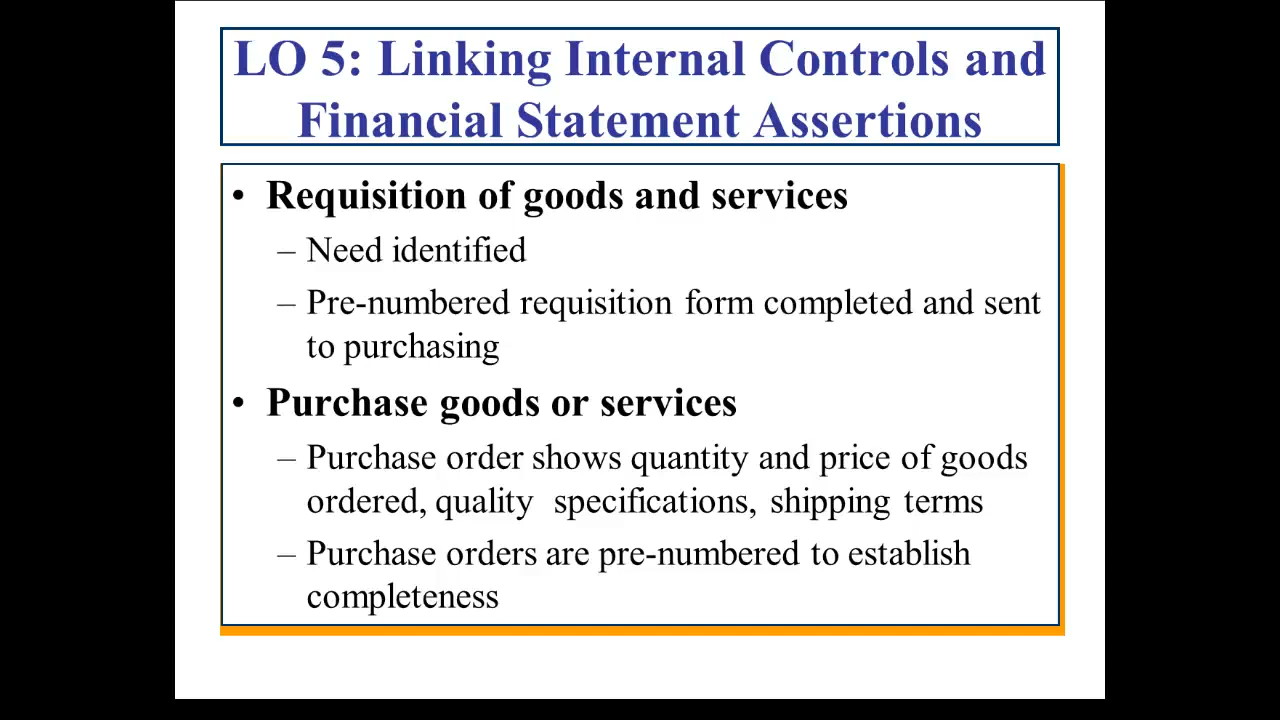 LO 5: Linking Internal Controls and
Financial Statement Assertions
• Requisition of goods and services
– Need identified
– Pre-numbered requisition form completed and sent
to purchasing
• Purchase goods or services
– Purchase order shows quantity and price of goods
ordered, quality specifications, shipping terms
– Purchase orders are pre-numbered to establish
completeness